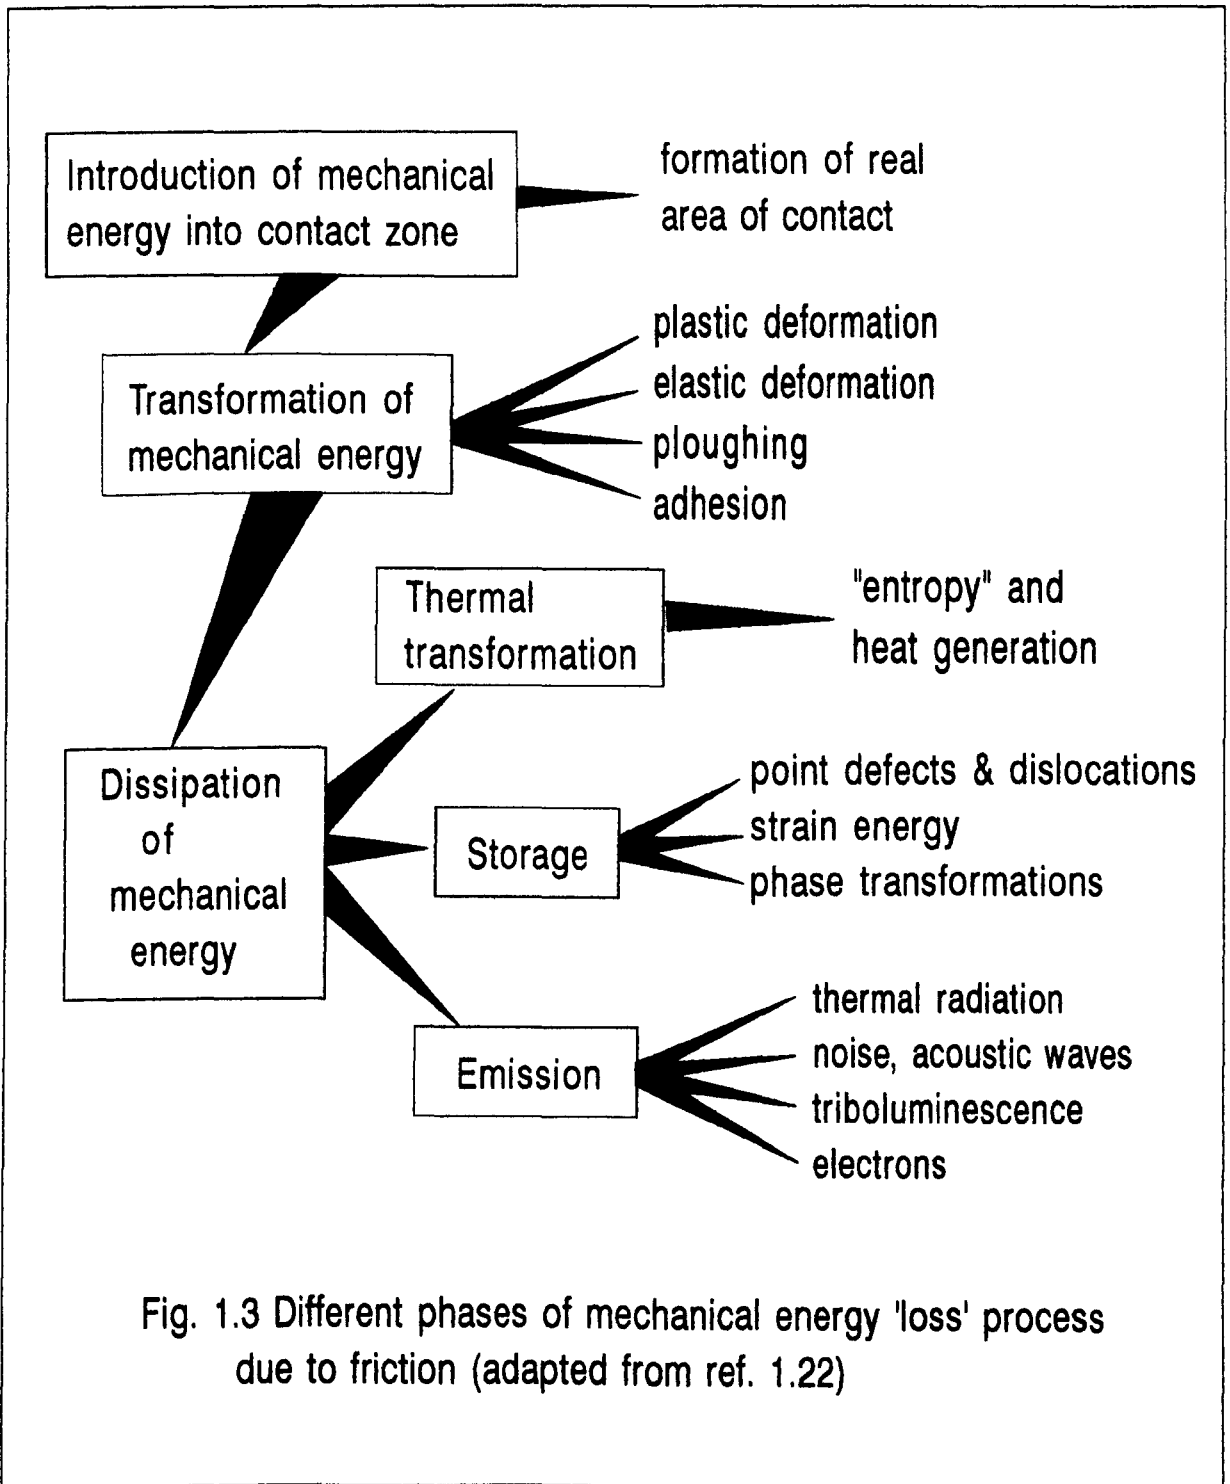 Introduction of mechanical
energy into contact zone
formation of real
area of contact
Transformation of
mechanical energy
plastic deformation
elastic deformation
ploughing
adhesion
Thermal
transformation
"entropy" and
heat generation
Dissipation
of
mechanical
energy
Storage
point defects & dislocations
strain energy
phase transformations
Emission
thermal radiation
noise, acoustic waves
triboluminescence
electrons
Fig. 1.3 Different phases of mechanical energy 'loss' process
due to friction (adapted from ref. 1.22)